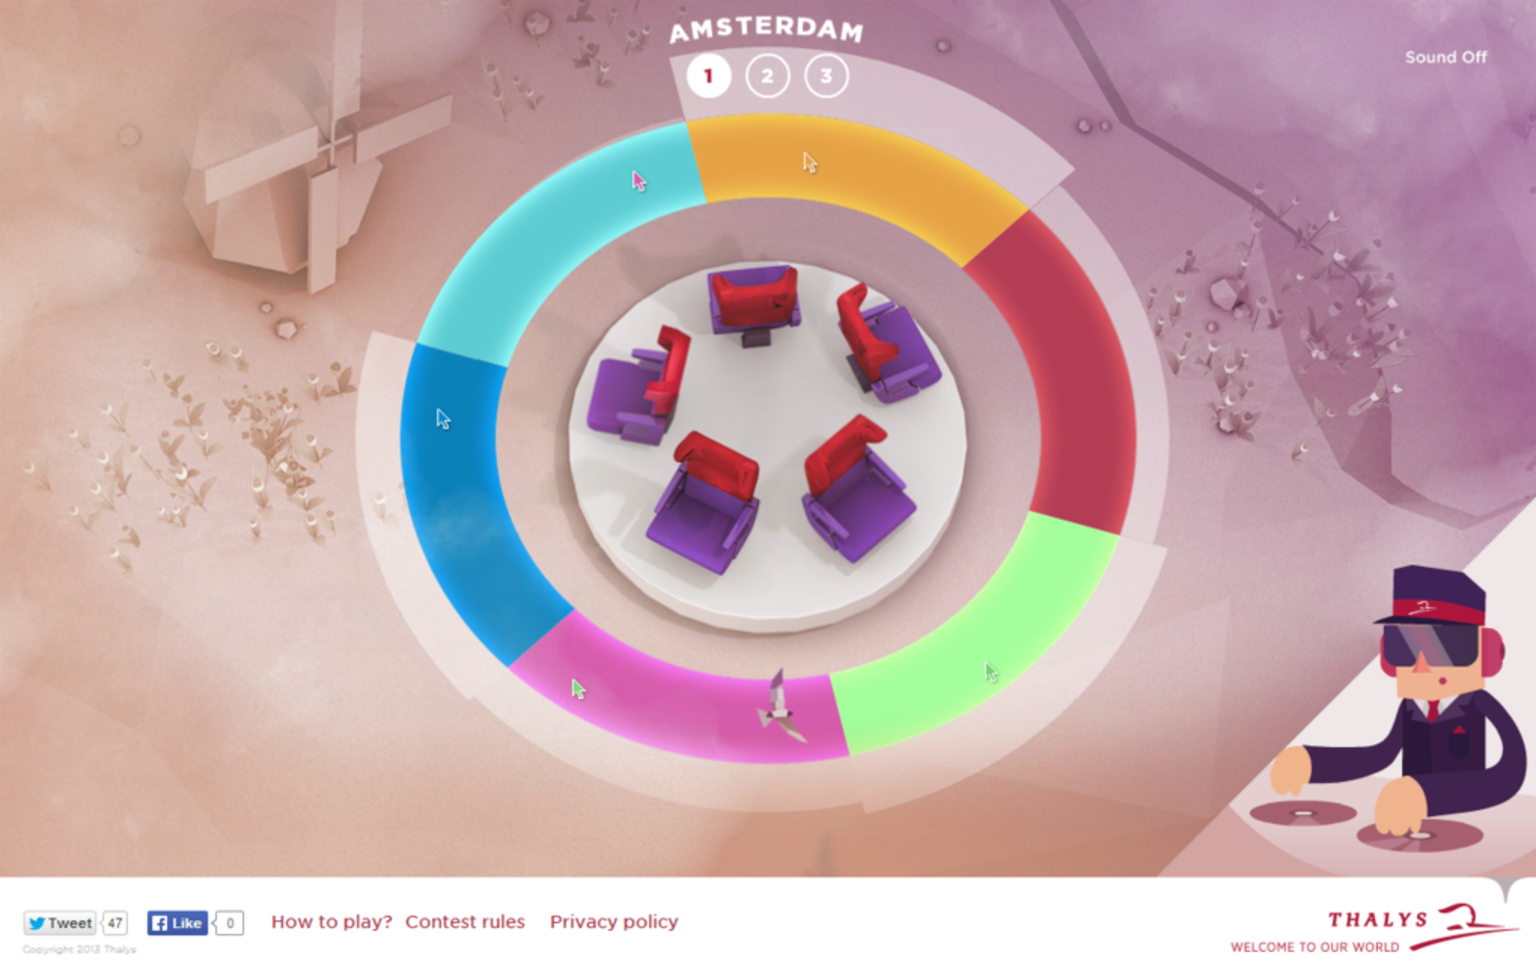 AMSTERDAM
1 2 3
Sound Off
Tweet 47 Like 0 How to play? Contest rules Privacy policy
Copyright 2013 Thalys
THALYS
WELCOME TO OUR WORLD